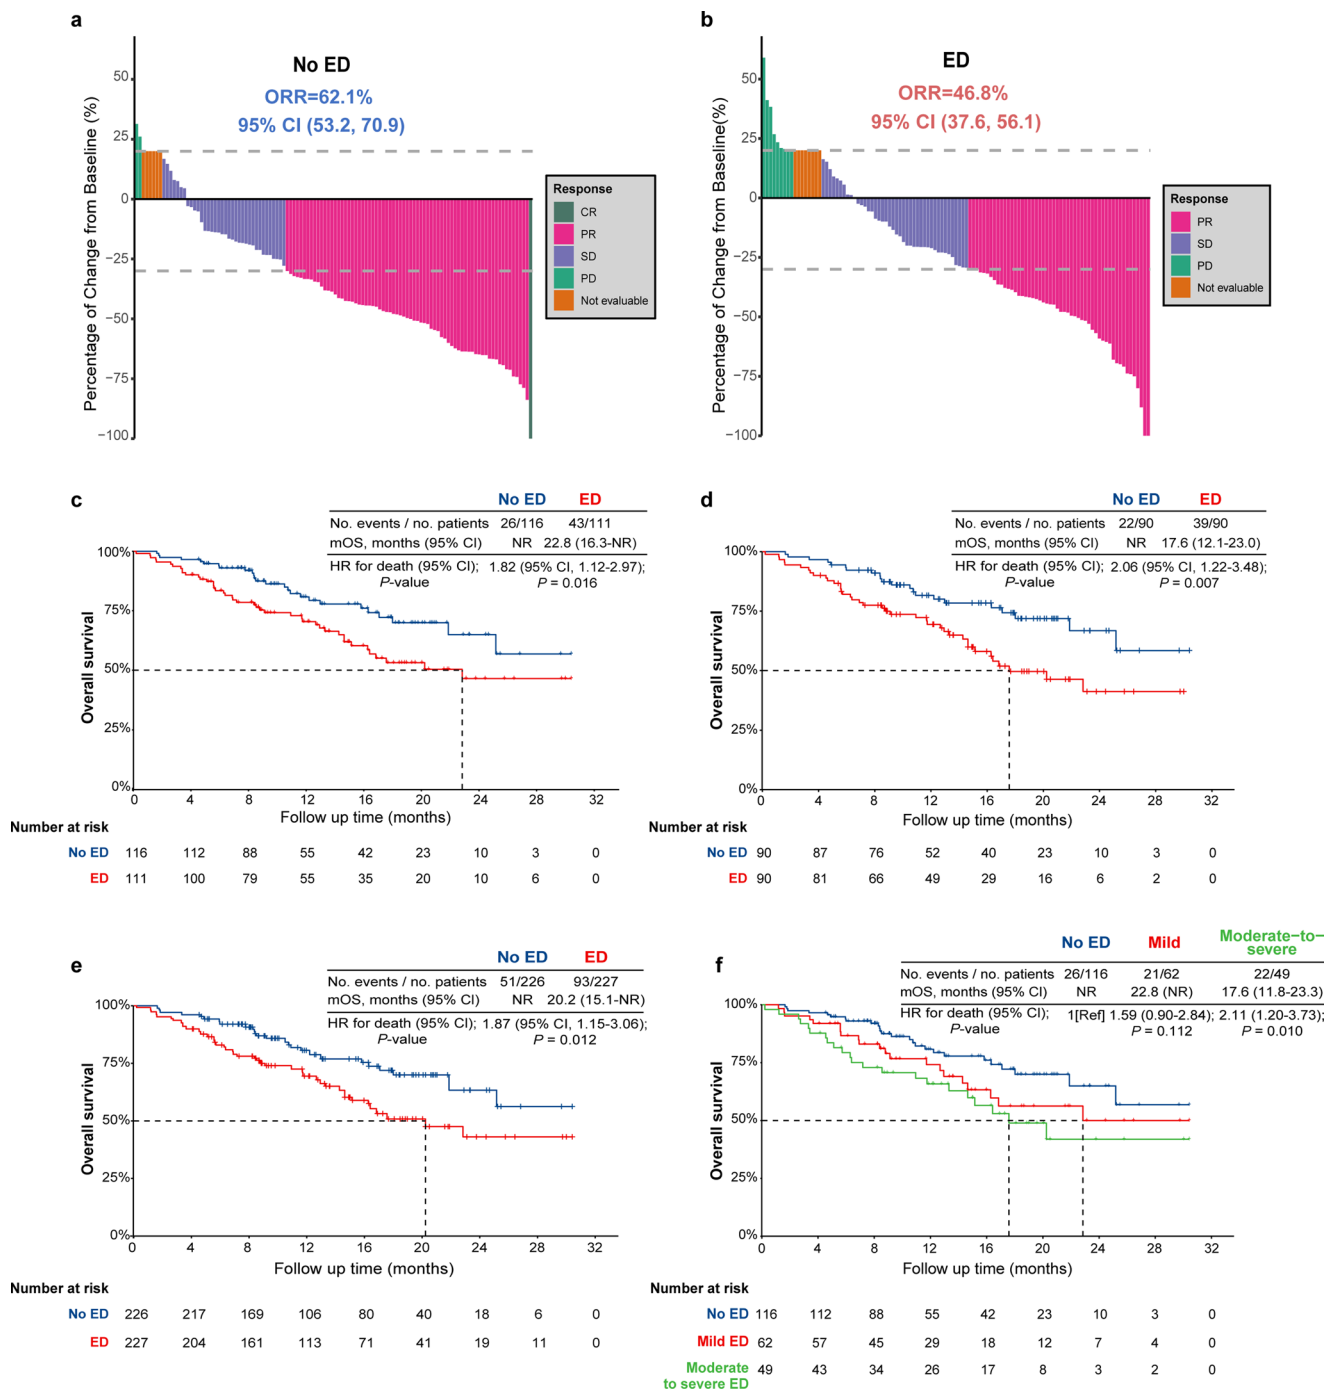 a
No ED
ORR=62.1%
95% CI (53.2, 70.9)
Percentage of Change from Baseline (%)
50
25
0
−25
−50
−75
−100
Response
CR
PR
SD
PD
Not evaluable
b
ED
ORR=46.8%
95% CI (37.6, 56.1)
Percentage of Change from Baseline(%)
50
25
0
−25
−50
−75
−100
Response
PR
SD
PD
Not evaluable
c
No ED ED
No. events / no. patients 26/116 43/111
mOS, months (95% CI) NR 22.8 (16.3-NR)
HR for death (95% CI); 1.82 (95% CI, 1.12-2.97);
P-value P = 0.016
Overall survival
100%
75%
50%
25%
0%
0 4 8 12 16 20 24 28 32
Follow up time (months)
Number at risk
No ED 116 112 88 55 42 23 10 3 0
ED 111 100 79 55 35 20 10 6 0
d
No ED ED
No. events / no. patients 22/90 39/90
mOS, months (95% CI) NR 17.6 (12.1-23.0)
HR for death (95% CI); 2.06 (95% CI, 1.22-3.48);
P-value P = 0.007
Overall survival
100%
75%
50%
25%
0%
0 4 8 12 16 20 24 28 32
Follow up time (months)
Number at risk
No ED 90 87 76 52 40 23 10 3 0
ED 90 81 66 49 29 16 6 2 0
e
No ED ED
No. events / no. patients 51/226 93/227
mOS, months (95% CI) NR 20.2 (15.1-NR)
HR for death (95% CI); 1.87 (95% CI, 1.15-3.06);
P-value P = 0.012
Overall survival
100%
75%
50%
25%
0%
0 4 8 12 16 20 24 28 32
Follow up time (months)
Number at risk
No ED 226 217 169 106 80 40 18 6 0
ED 227 204 161 113 71 41 19 11 0
f
No ED Mild Moderate−to−
severe
No. events / no. patients 26/116 21/62 22/49
mOS, months (95% CI) NR 22.8 (NR) 17.6 (11.8-23.3)
HR for death (95% CI); 1[Ref] 1.59 (0.90-2.84); 2.11 (1.20-3.73);
P-value P = 0.112 P = 0.010
Overall survival
100%
75%
50%
25%
0%
0 4 8 12 16 20 24 28 32
Follow up time (months)
Number at risk
No ED 116 112 88 55 42 23 10 3 0
Mild ED 62 57 45 29 18 12 7 4 0
Moderate 49 43 34 26 17 8 3 2 0
to severe ED